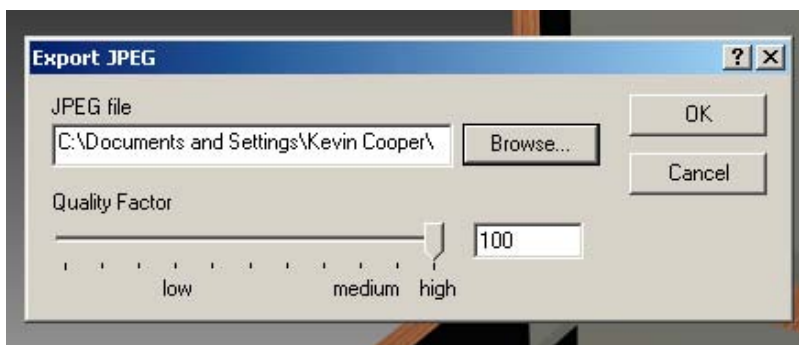 Export JPEG
JPEG file
OK
C:\Documents and Settings\Kevin Cooper\
Browse...
Cancel
Quality Factor
100
low medium high